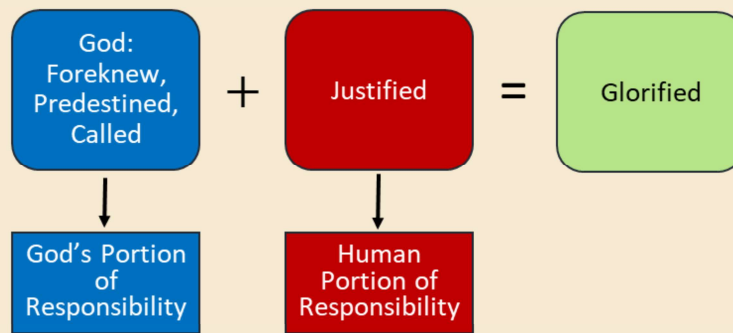 God:
Foreknew,
Predestined,
Called
+
Justified
=
Glorified
God's Portion
of
Responsibility
Human
Portion of
Responsibility